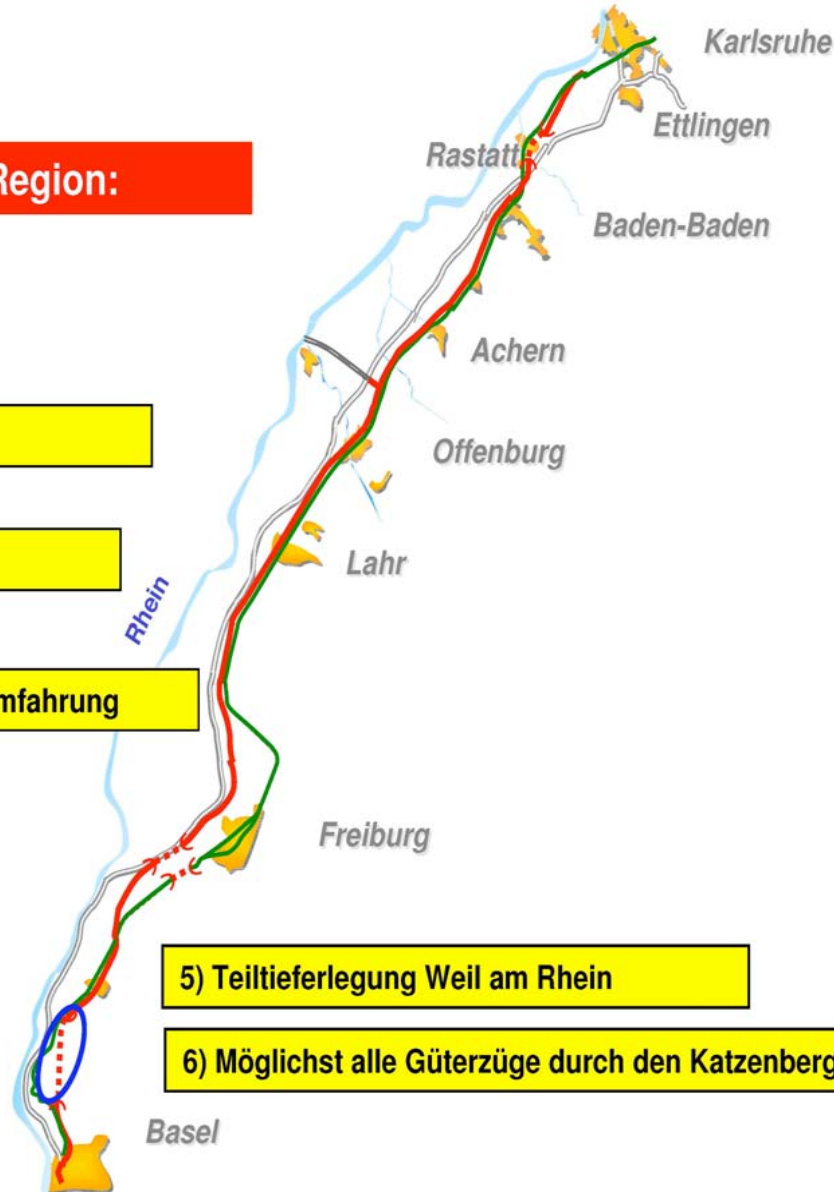 Karlsruhe
Ettlingen
Region:
Rastatt
Baden-Baden
Achern
Offenburg
Lahr
Rhein
mfahrung
Freiburg
5) Teiltieferlegung Weil am Rhein
6) Möglichst alle Güterzüge durch den Katzenberg
Basel